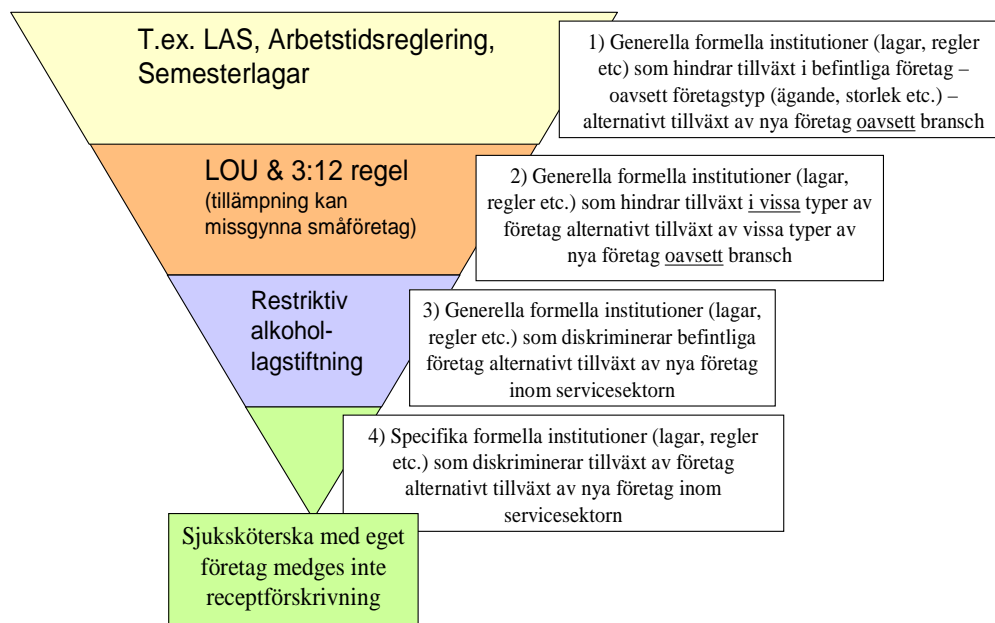 T.ex. LAS, Arbetstidsreglering,
Semesterlagar
1) Generella formella institutioner (lagar, regler
etc) som hindrar tillväxt i befintliga företag –
oavsett företagstyp (ägande, storlek etc.) –
alternativt tillväxt av nya företag oavsett bransch
LOU & 3:12 regel
(tillämpning kan
missgynna småföretag)
2) Generella formella institutioner (lagar,
regler etc.) som hindrar tillväxt i vissa typer av
företag alternativt tillväxt av vissa typer av
nya företag oavsett bransch
Restriktiv
alkohol-
lagstiftning
3) Generella formella institutioner (lagar,
regler etc.) som diskriminerar befintliga
företag alternativt tillväxt av nya företag
inom servicesektorn
4) Specifika formella institutioner (lagar, regler
etc.) som diskriminerar tillväxt av företag
alternativt tillväxt av nya företag inom
servicesektorn
Sjuksköterska med eget
företag medges inte
receptförskrivning